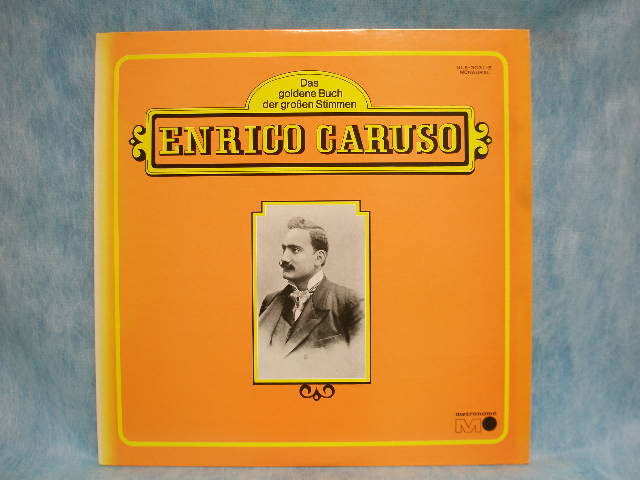 Das
goldene Buch
der großen Stimmen
ENRICO CARUSO
metronome